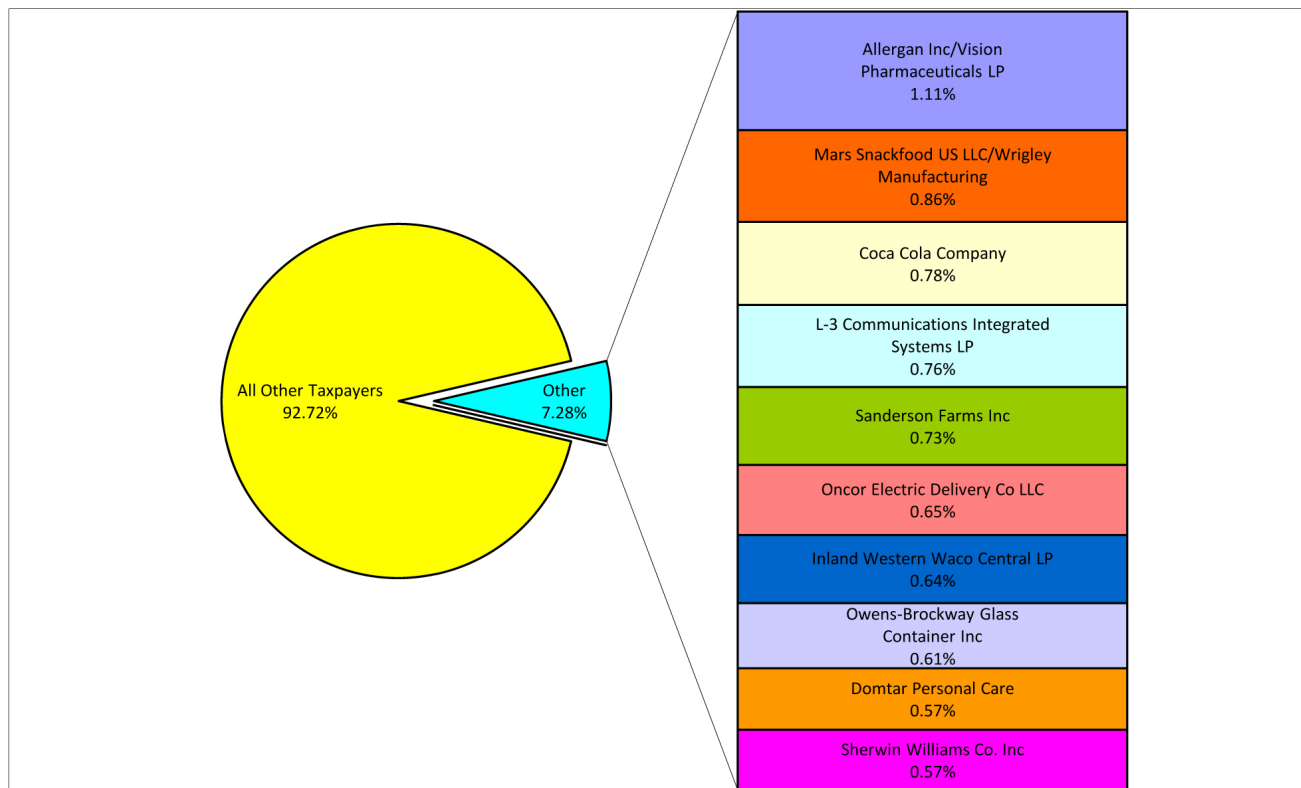 All Other Taxpayers
92.72%
Other
7.28%
Allergan Inc/Vision
Pharmaceuticals LP
1.11%
Mars Snackfood US LLC/Wrigley
Manufacturing
0.86%
Coca Cola Company
0.78%
L-3 Communications Integrated
Systems LP
0.76%
Sanderson Farms Inc
0.73%
Oncor Electric Delivery Co LLC
0.65%
Inland Western Waco Central LP
0.64%
Owens-Brockway Glass
Container Inc
0.61%
Domtar Personal Care
0.57%
Sherwin Williams Co. Inc
0.57%